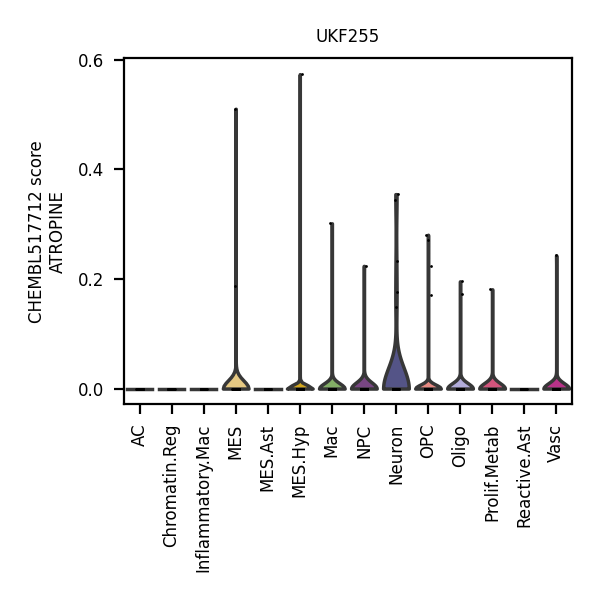 UKF255
CHEMBL517712 score
ATROPINE
0.6
0.4
0.2
0.0
AC
Chromatin.Reg
Inflammatory.Mac
MES
MES.Ast
MES.Hyp
Mac
NPC
Neuron
OPC
Oligo
Prolif.Metab
Reactive.Ast
Vasc